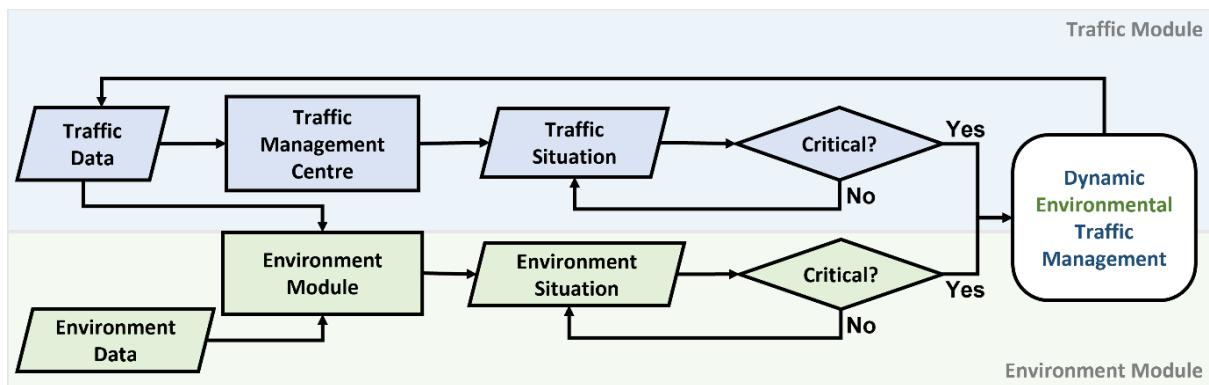 Traffic Module
Traffic
Data
Traffic
Management
Centre
Traffic
Situation
Critical?
Yes
No
Dynamic
Environmental
Traffic
Management
Environment
Module
Environment
Situation
Critical?
Yes
No
Environment
Data
Environment Module